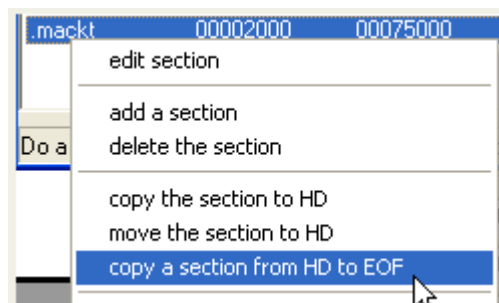 .mackt 00002000 00075000
edit section
add a section
delete the section
Do a
copy the section to HD
move the section to HD
copy a section from HD to EOF